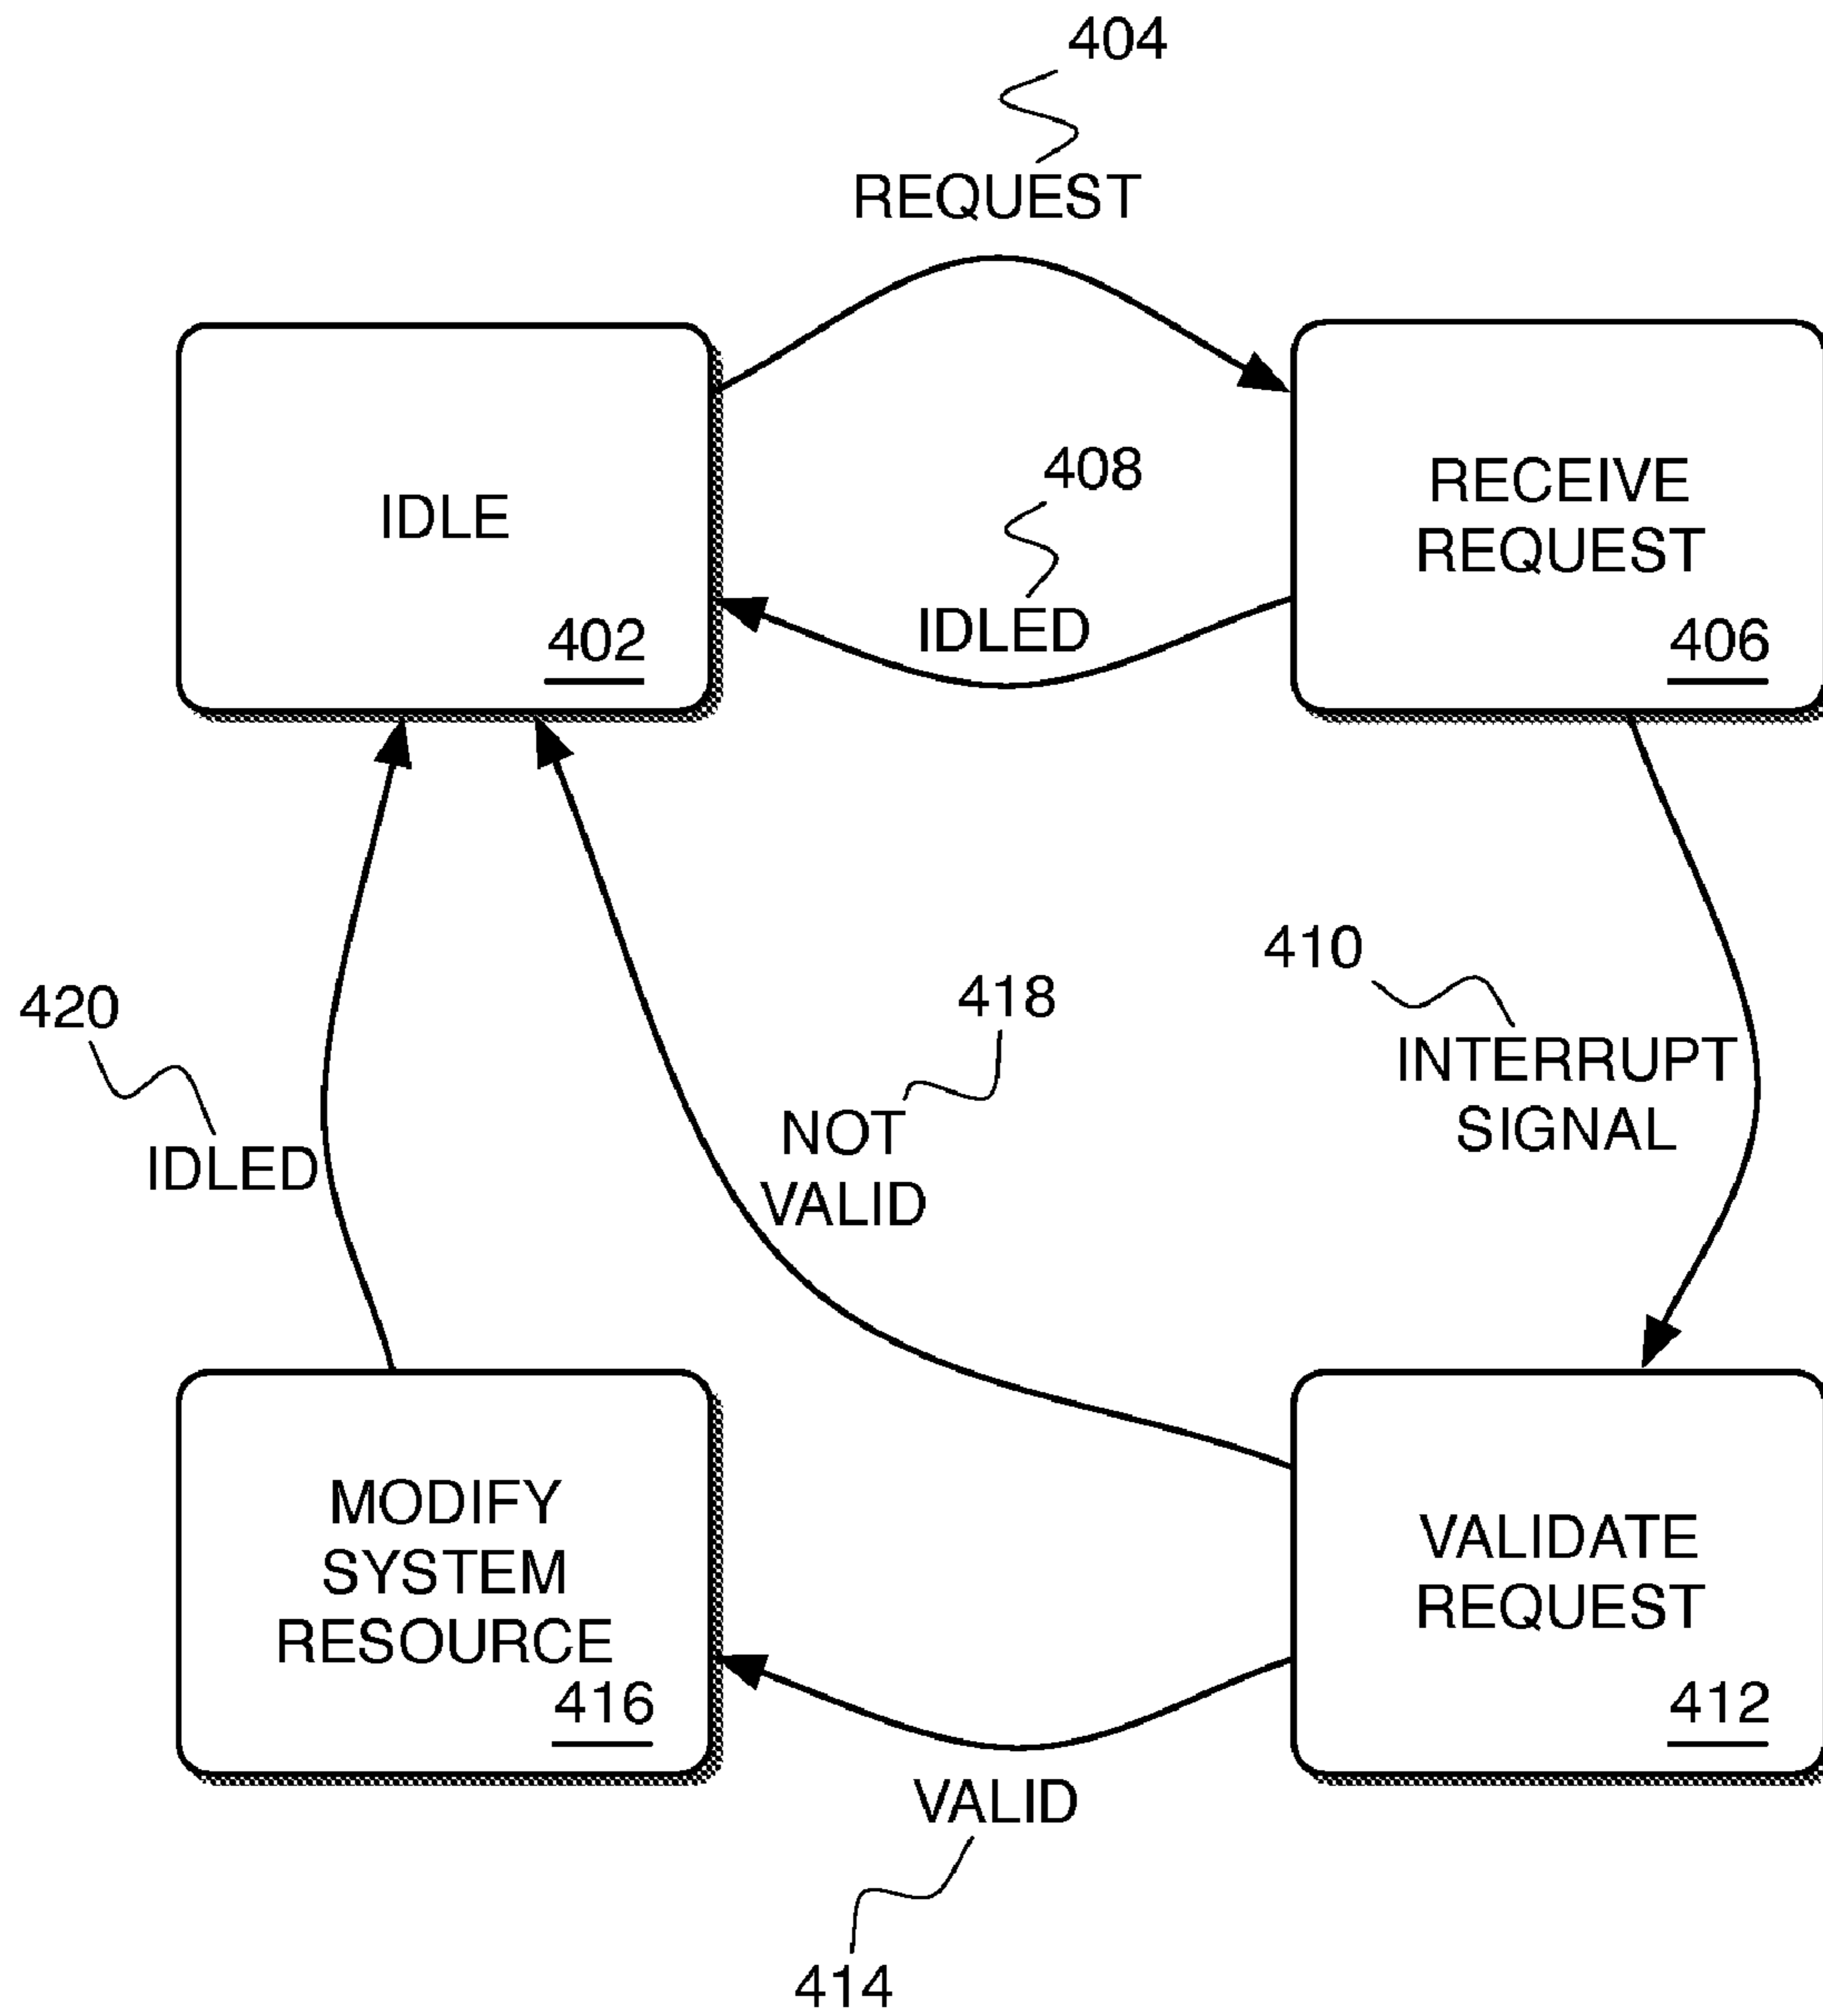 404
REQUEST
IDLE
402
408
IDLED
RECEIVE
REQUEST
406
410
INTERRUPT
SIGNAL
418
NOT
VALID
420
IDLED
MODIFY
SYSTEM
RESOURCE
416
VALIDATE
REQUEST
412
VALID
414